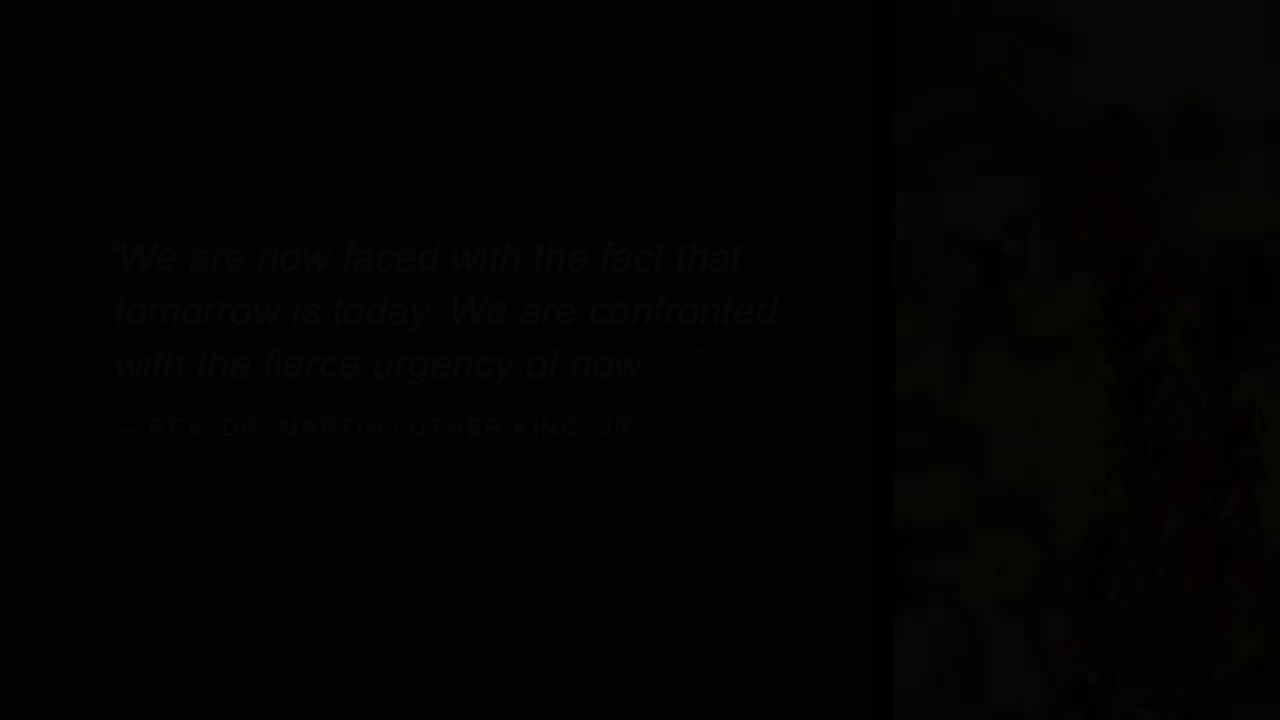 “We are now faced with the fact that
tomorrow is today. We are confronted
with the fierce urgency of now ...”
— REV. DR. MARTIN LUTHER KING, JR